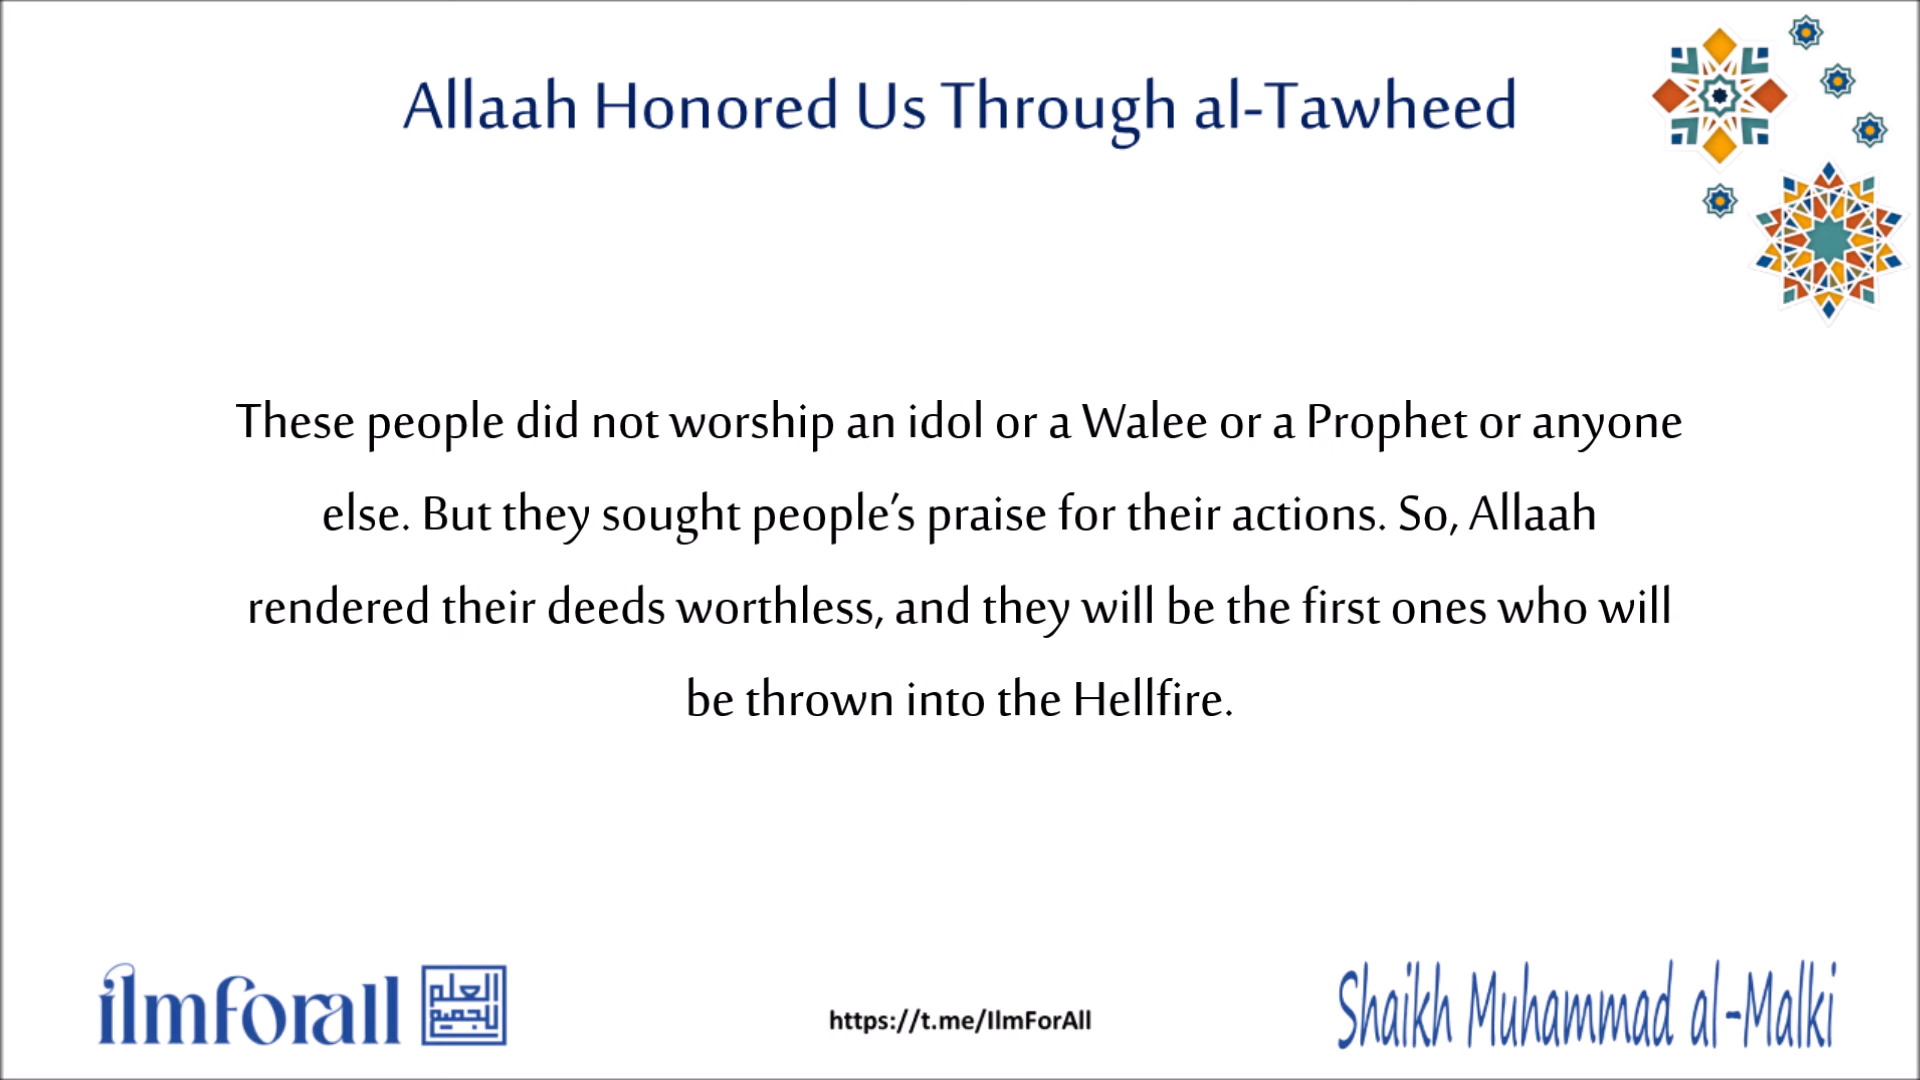 Allaah Honored Us Through al-Tawheed
These people did not worship an idol or a Walee or a Prophet or anyone
else. But they sought people’s praise for their actions. So, Allaah
rendered their deeds worthless, and they will be the first ones who will
be thrown into the Hellfire.
ilmforall
العلم
للجميع
https://t.me/IlmForAll
Shaikh Muhammad al-Malki